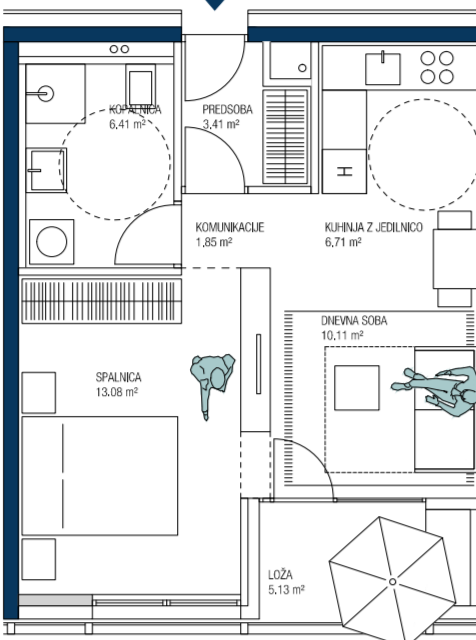 KOPALNICA
6.41 m²
PREDSOBA
3.41 m²
KOMUNIKACIJE
1.85 m²
KUHINJA Z JEDILNICO
6.71 m²
H
DNEVNA SOBA
10.11 m²
SPALNICA
13.08 m²
LOŽA
5.13 m²